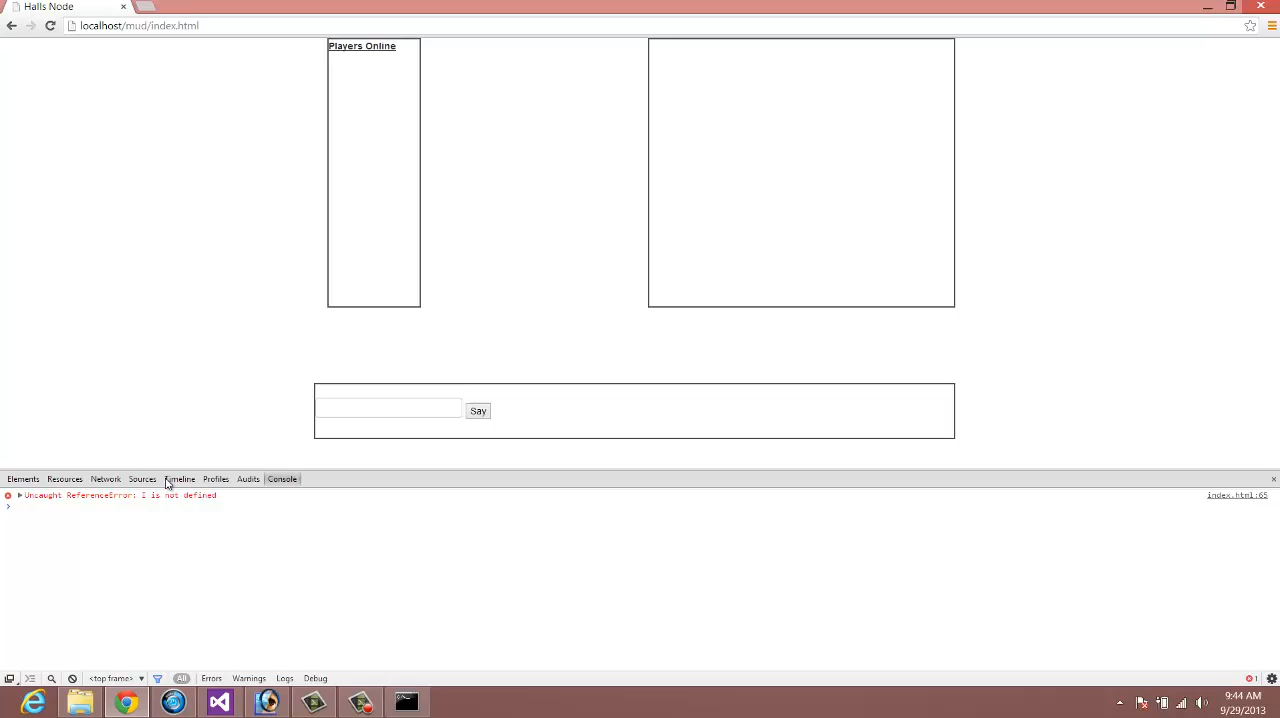 Halls Node
localhost/mud/index.html
Players Online
Say
Elements Resources Network Sources Timeline Profiles Audits Console
Uncaught ReferenceError: I is not defined index.html:65
<top frame> All Errors Warnings Logs Debug 1
9:44 AM
9/29/2013